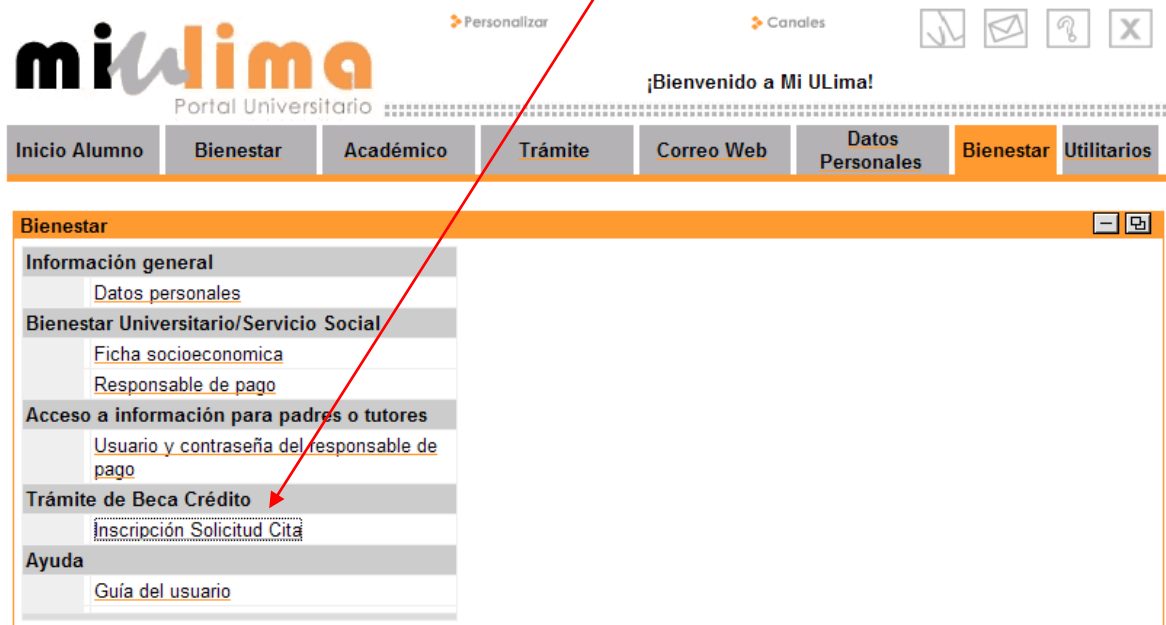 Personalizar
Canales
miulima
Portal Universitario
¡Bienvenido a Mi ULima!
Inicio Alumno
Bienestar
Académico
Trámite
Correo Web
Datos
Personales
Bienestar
Utilitarios
Bienestar
Información general
Datos personales
Bienestar Universitario/Servicio Social
Ficha socioeconomica
Responsable de pago
Acceso a información para padres o tutores
Usuario y contraseña del responsable de
pago
Trámite de Beca Crédito
Inscripción Solicitud Cita
Ayuda
Guía del usuario